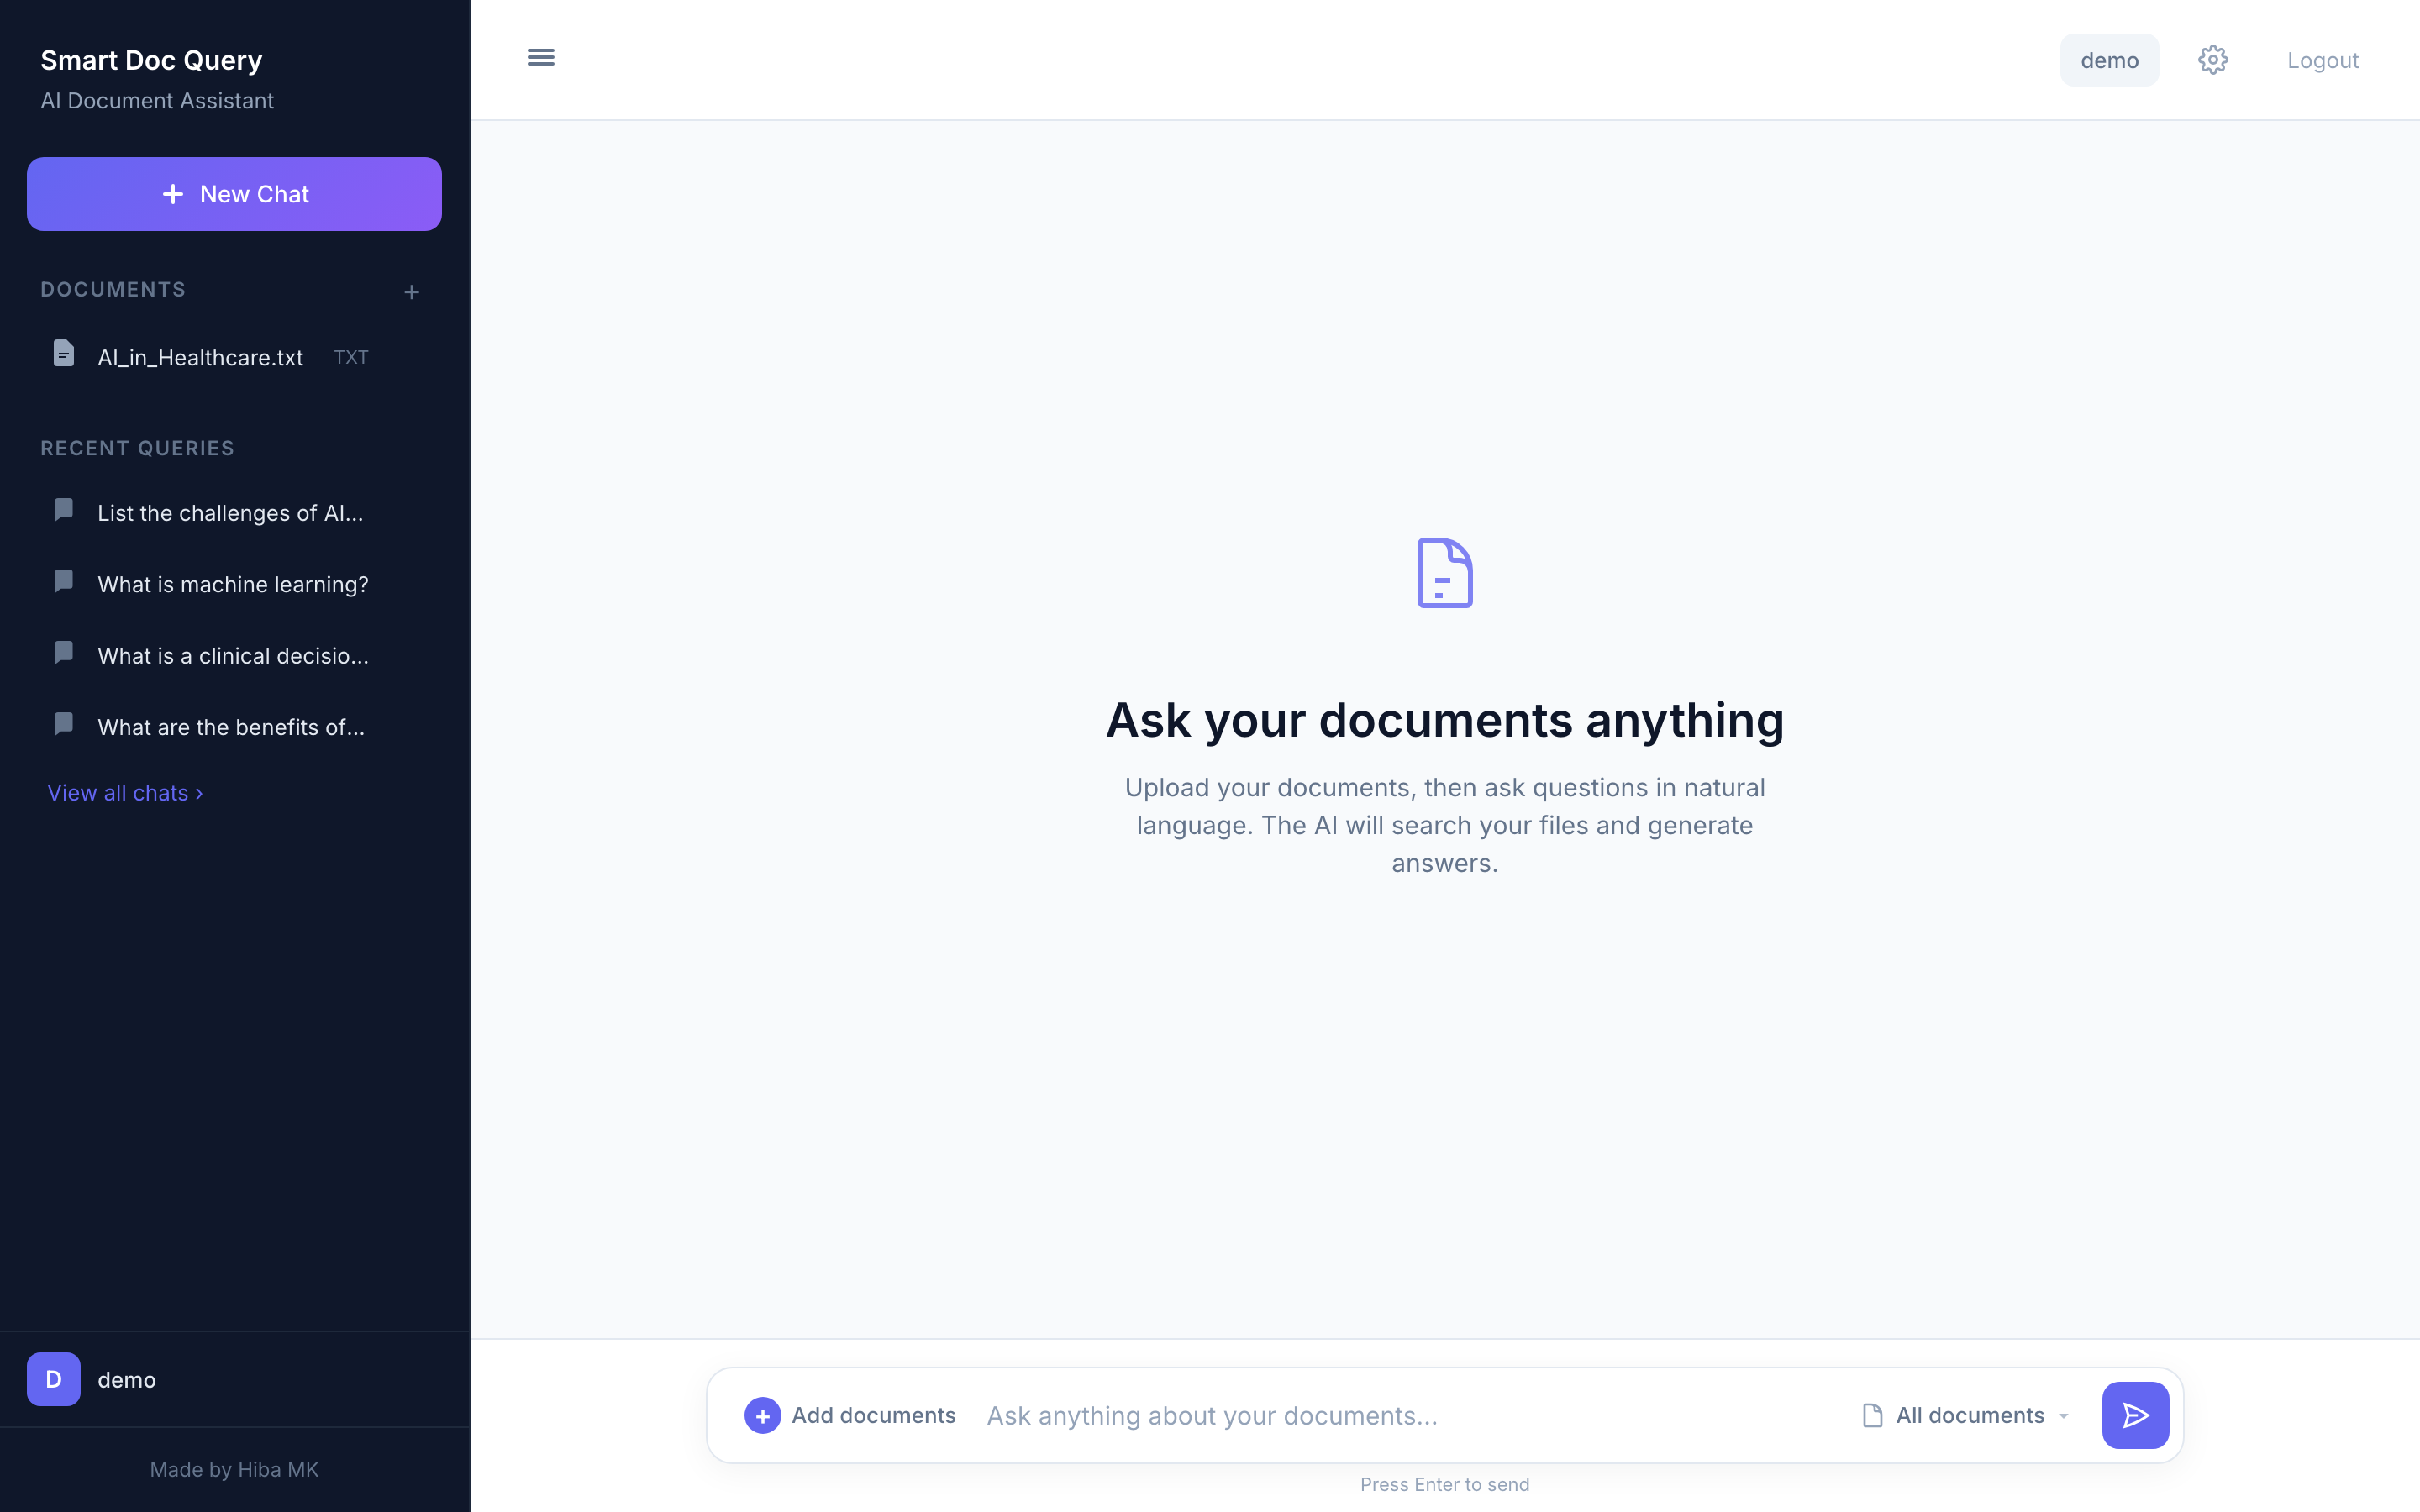 Smart Doc Query
AI Document Assistant
+ New Chat
DOCUMENTS +
AI_in_Healthcare.txt TXT
RECENT QUERIES
List the challenges of AI...
What is machine learning?
What is a clinical decisio...
What are the benefits of...
View all chats ›
D demo
Made by Hiba MK
demo Logout
Ask your documents anything
Upload your documents, then ask questions in natural
language. The AI will search your files and generate
answers.
+ Add documents Ask anything about your documents... All documents
Press Enter to send